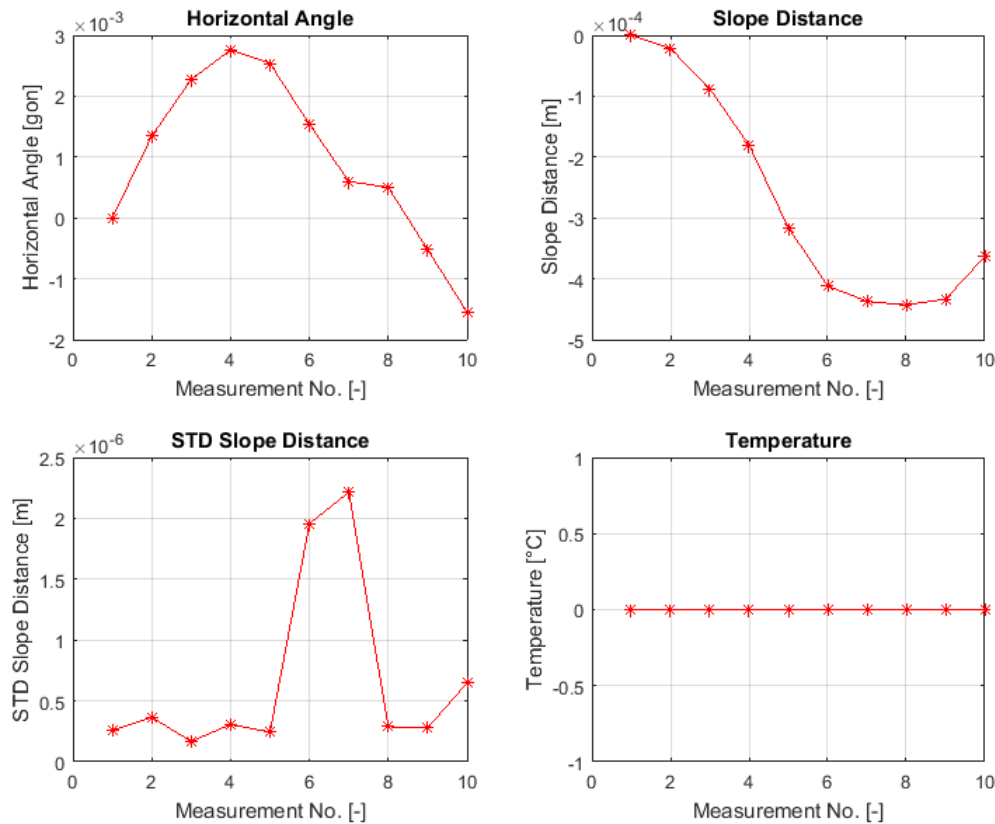 Horizontal Angle
×10⁻³
3
2
1
0
-1
-2
Horizontal Angle [gon]
0 2 4 6 8 10
Measurement No. [-]
Slope Distance
×10⁻⁴
0
-1
-2
-3
-4
-5
Slope Distance [m]
0 2 4 6 8 10
Measurement No. [-]
STD Slope Distance
×10⁻⁶
2.5
2
1.5
1
0.5
0
STD Slope Distance [m]
0 2 4 6 8 10
Measurement No. [-]
Temperature
1
0.5
0
-0.5
-1
Temperature [°C]
0 2 4 6 8 10
Measurement No. [-]